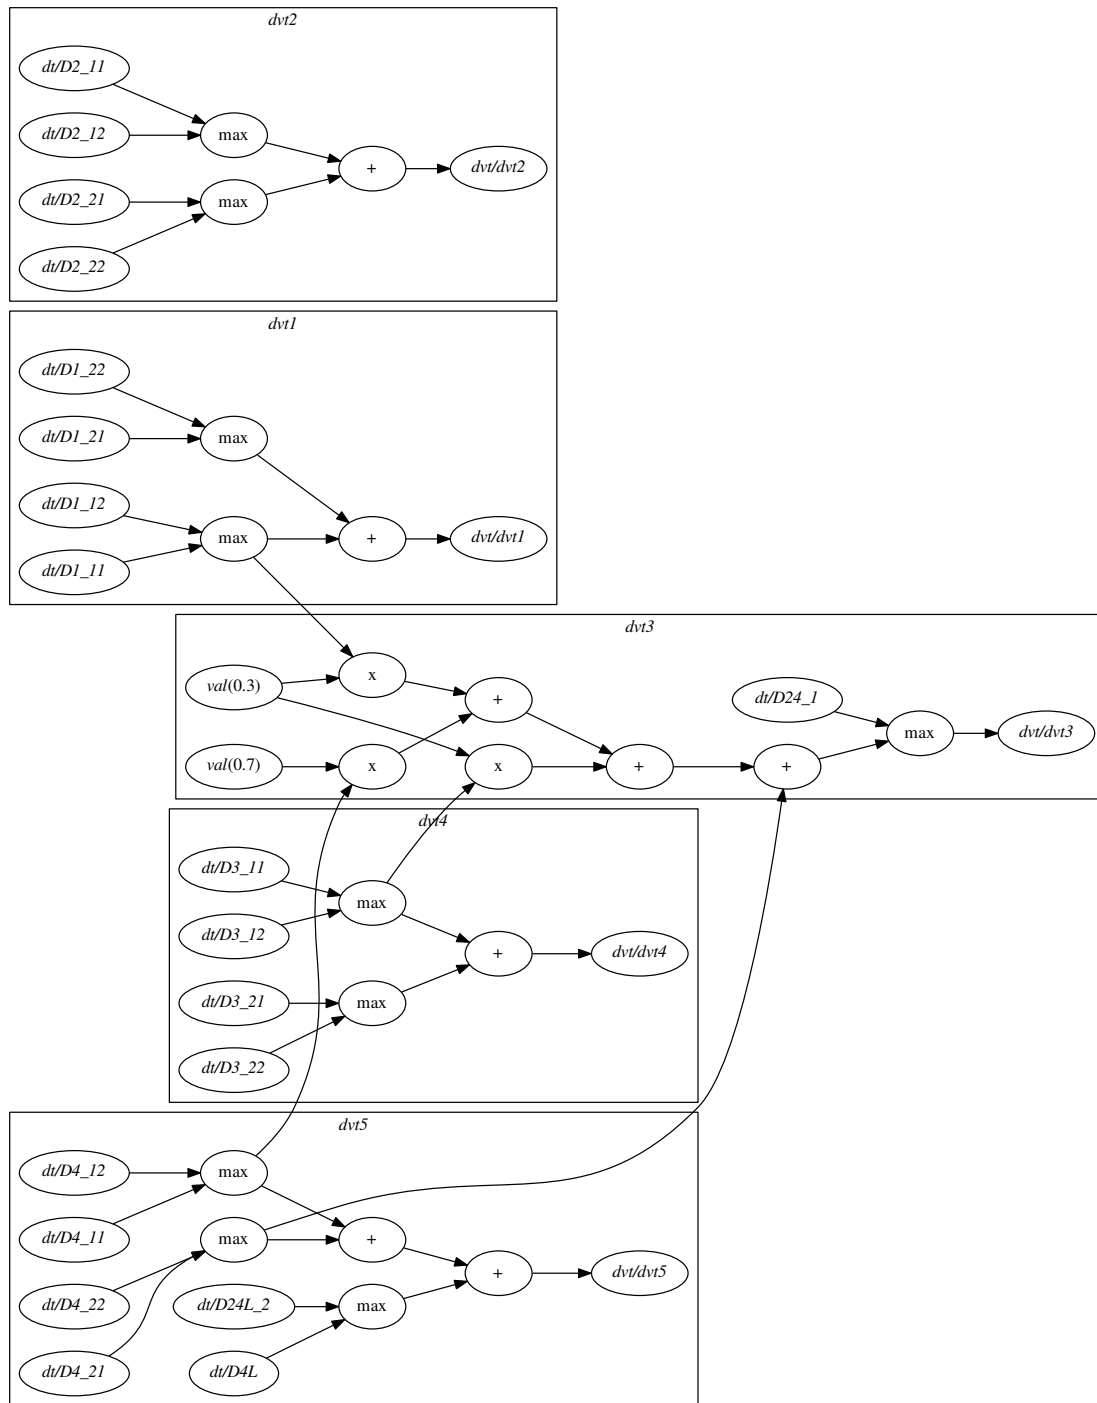 dvt2
dt/D2_11
dt/D2_12
max
dt/D2_21
max
+
dvt/dvt2
dt/D2_22
dvt1
dt/D1_22
dt/D1_21
max
dt/D1_12
dt/D1_11
max
+
dvt/dvt1
dvt3
val(0.3)
x
+
dt/D24_1
max
dvt/dvt3
val(0.7)
x
x
+
+
dvt4
dt/D3_11
dt/D3_12
max
+
dvt/dvt4
dt/D3_21
max
dt/D3_22
dvt5
dt/D4_12
max
dt/D4_11
max
+
+
dvt/dvt5
dt/D4_22
dt/D24L_2
max
dt/D4_21
dt/D4L